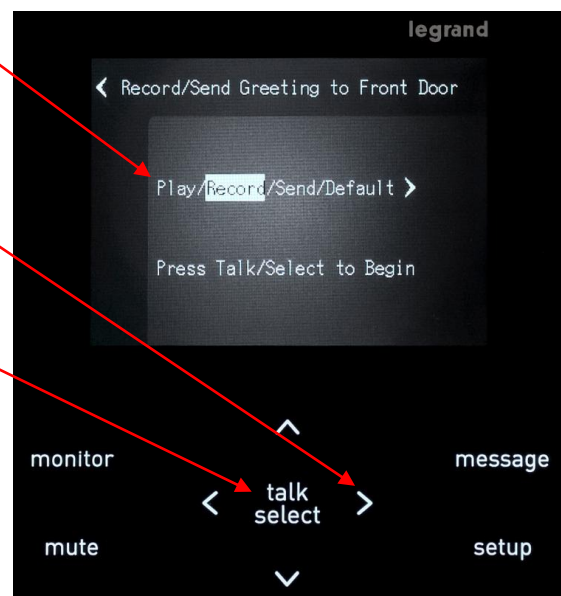 legrand
Record/Send Greeting to Front Door
Play/Record/Send/Default
Press Talk/Select to Begin
monitor
message
talk
select
mute
setup